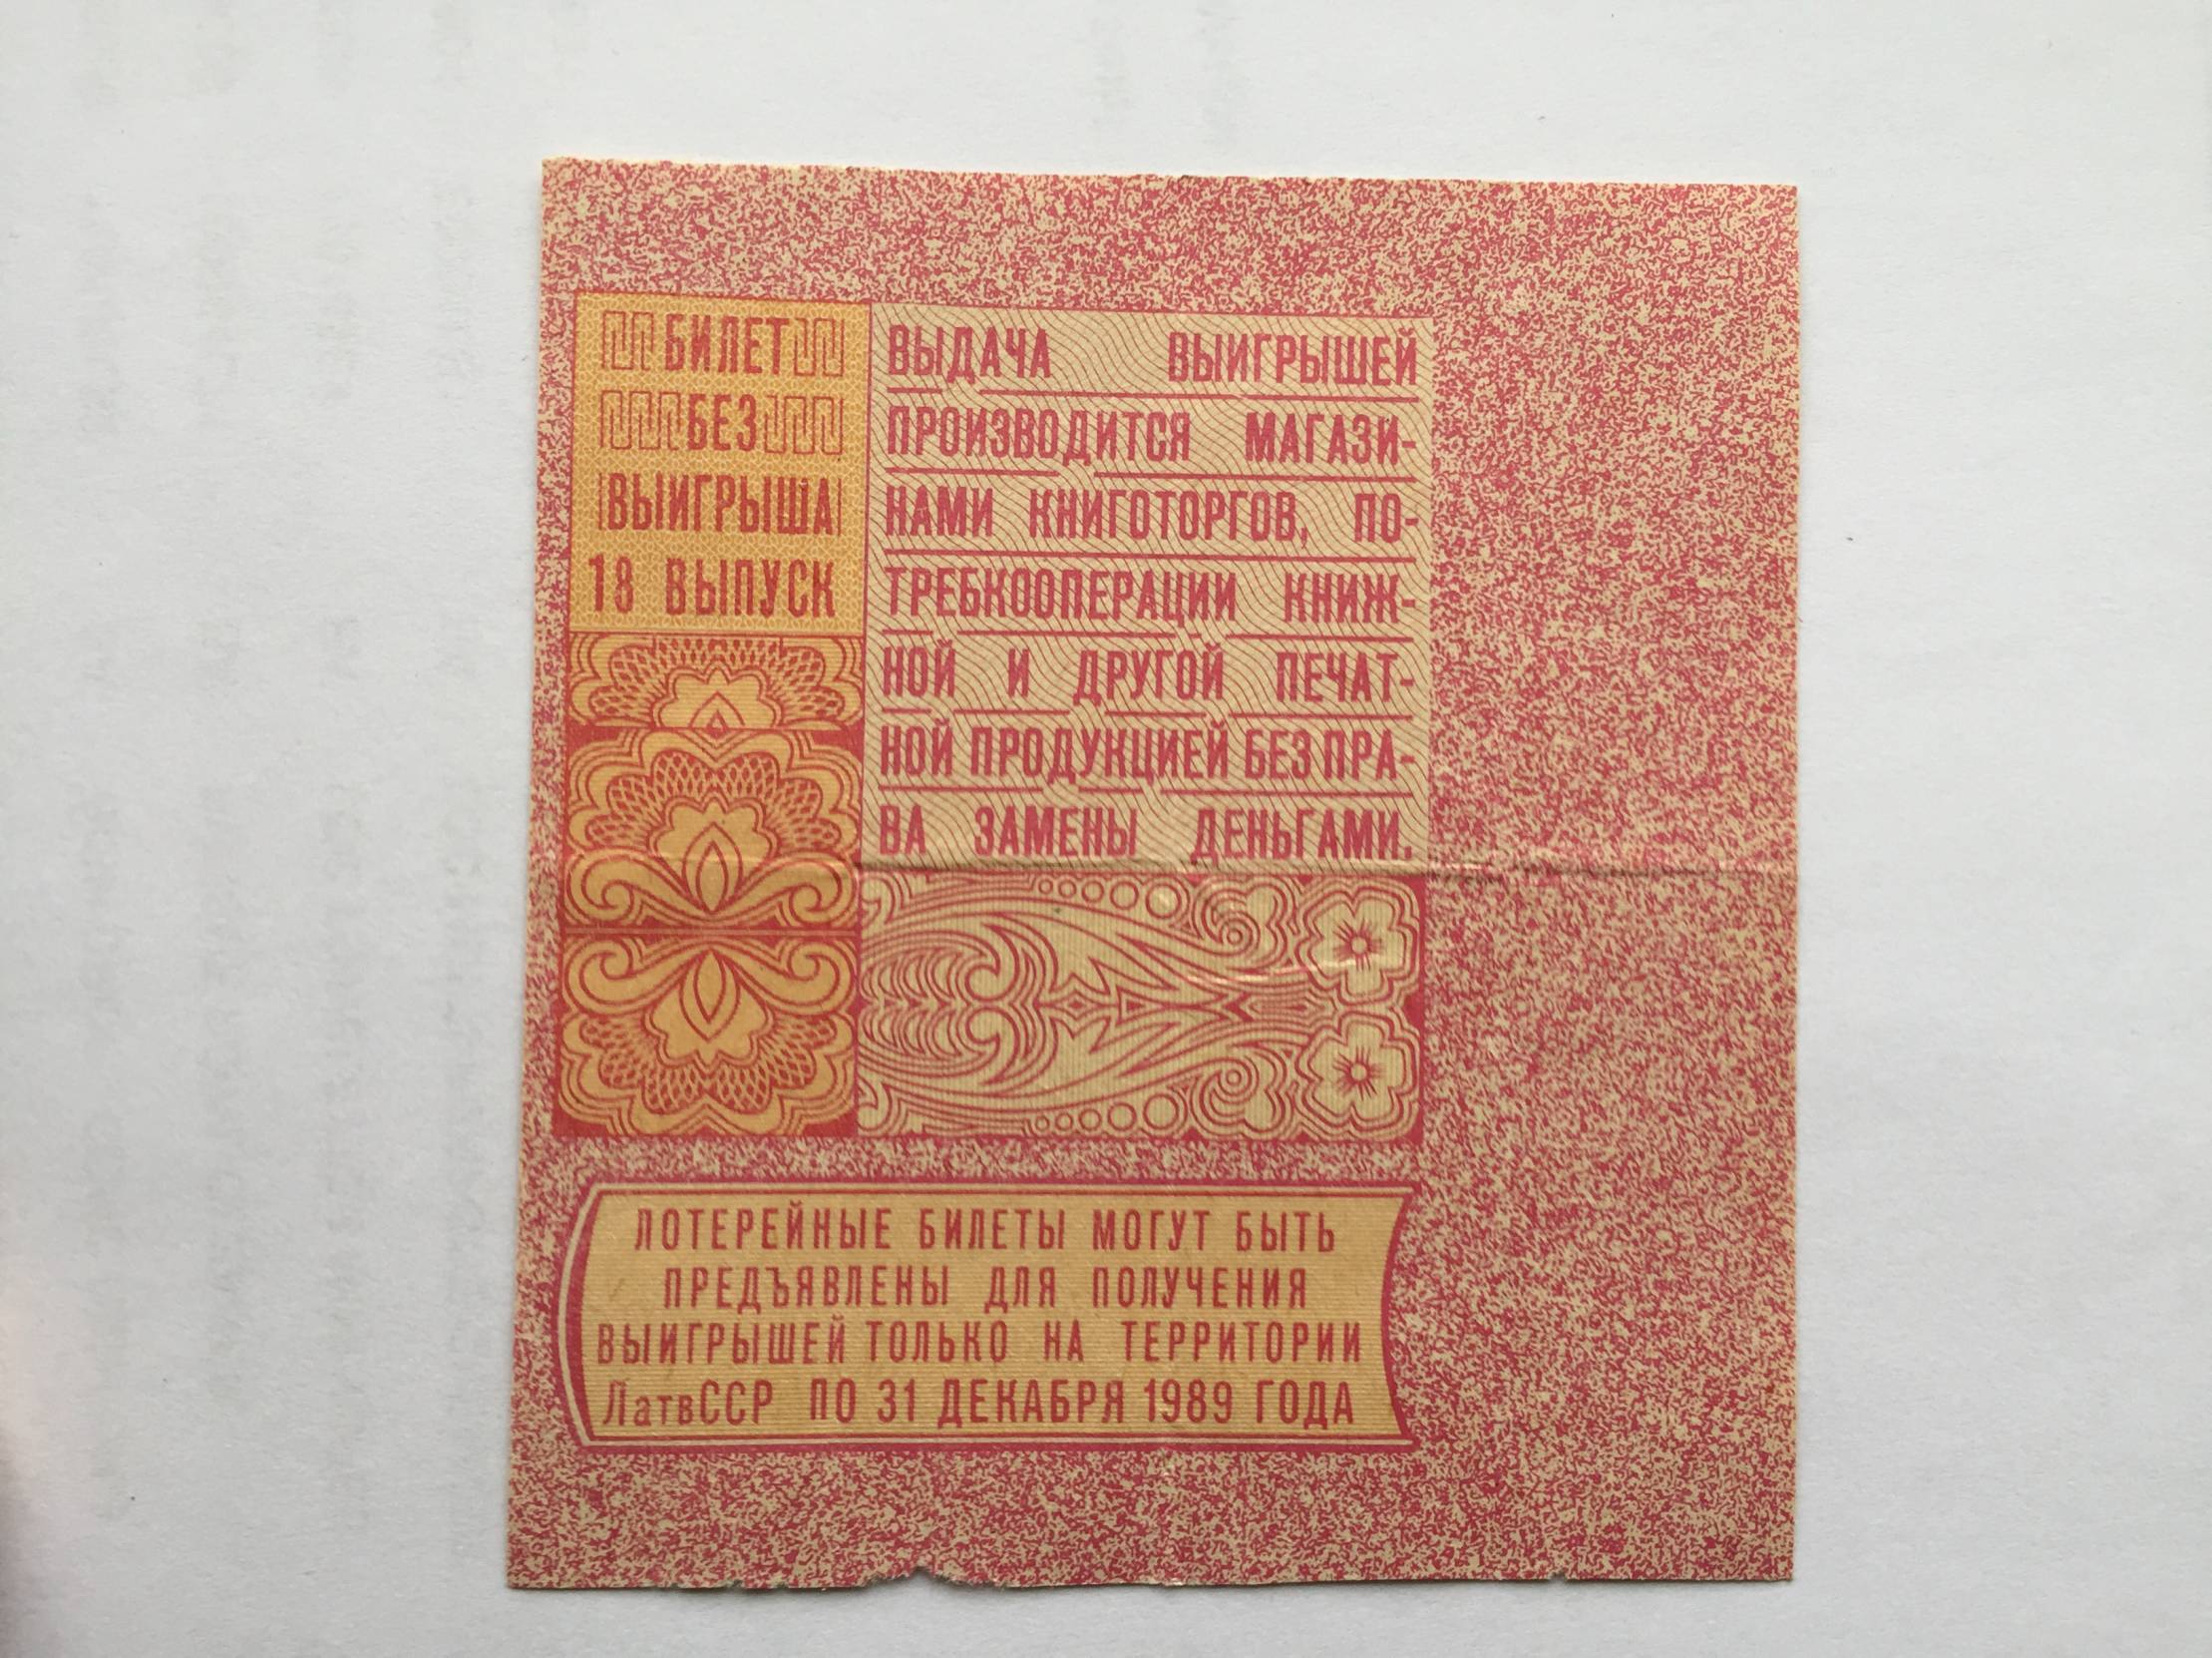 БИЛЕТ
БЕЗ
ВЫИГРЫША
18 ВЫПУСК
ВЫДАЧА ВЫИГРЫШЕЙ
ПРОИЗВОДИТСЯ МАГАЗИ-
НАМИ КНИГОТОРГОВ, ПО-
ТРЕБКООПЕРАЦИИ КНИЖ-
НОЙ И ДРУГОЙ ПЕЧАТ-
НОЙ ПРОДУКЦИЕЙ БЕЗ ПРА-
ВА ЗАМЕНЫ ДЕНЬГАМИ.
ЛОТЕРЕЙНЫЕ БИЛЕТЫ МОГУТ БЫТЬ
ПРЕДЪЯВЛЕНЫ ДЛЯ ПОЛУЧЕНИЯ
ВЫИГРЫШЕЙ ТОЛЬКО НА ТЕРРИТОРИИ
ЛатвССР ПО 31 ДЕКАБРЯ 1989 ГОДА